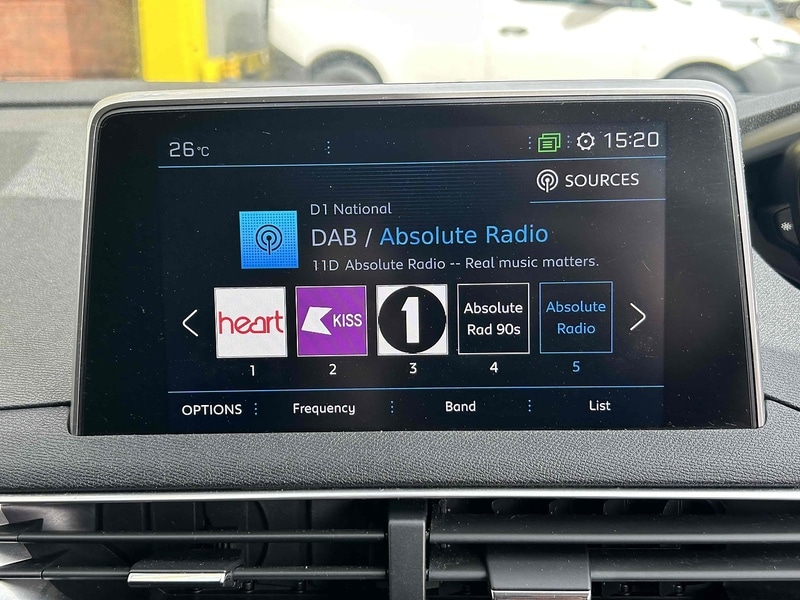 26°C
15:20
SOURCES
D1 National
DAB / Absolute Radio
11D Absolute Radio -- Real music matters.
heart
KISS
1
Absolute
Rad 90s
Absolute
Radio
1
2
3
4
5
OPTIONS
Frequency
Band
List